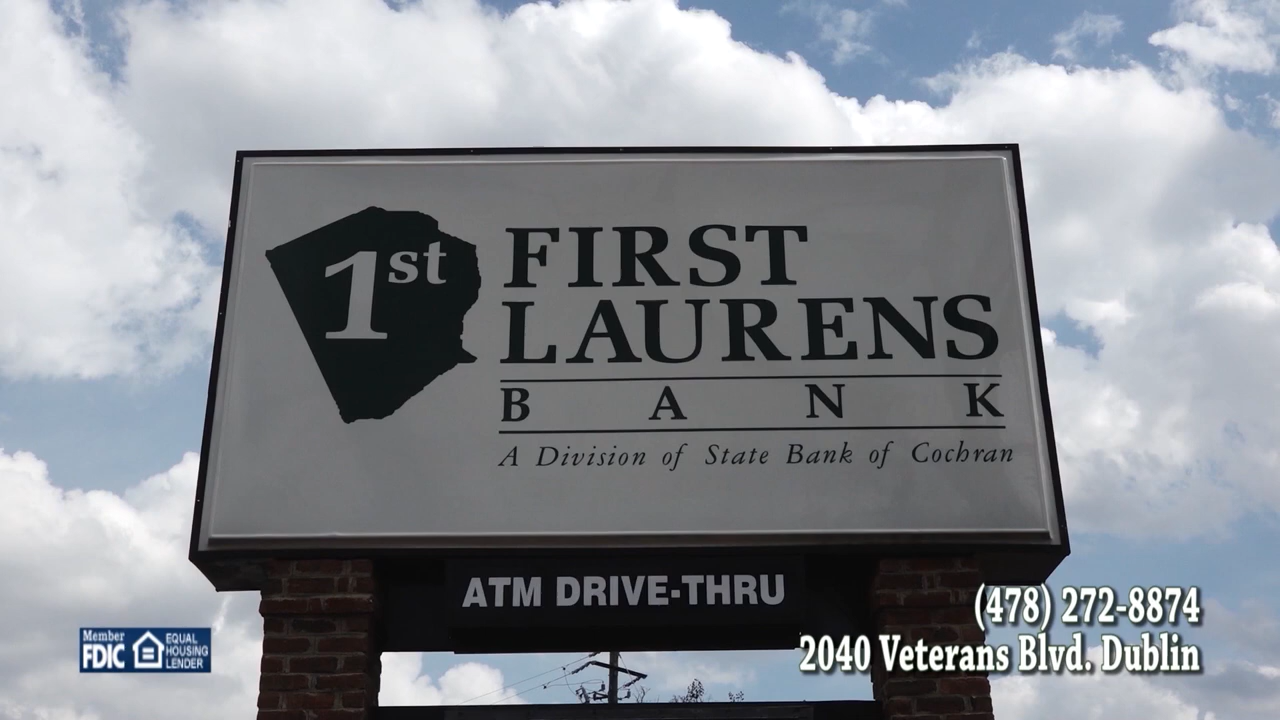 1st
FIRST
LAURENS
BANK
A Division of State Bank of Cochran
ATM DRIVE-THRU
(478) 272-8874
2040 Veterans Blvd. Dublin
Member
FDIC
EQUAL
HOUSING
LENDER